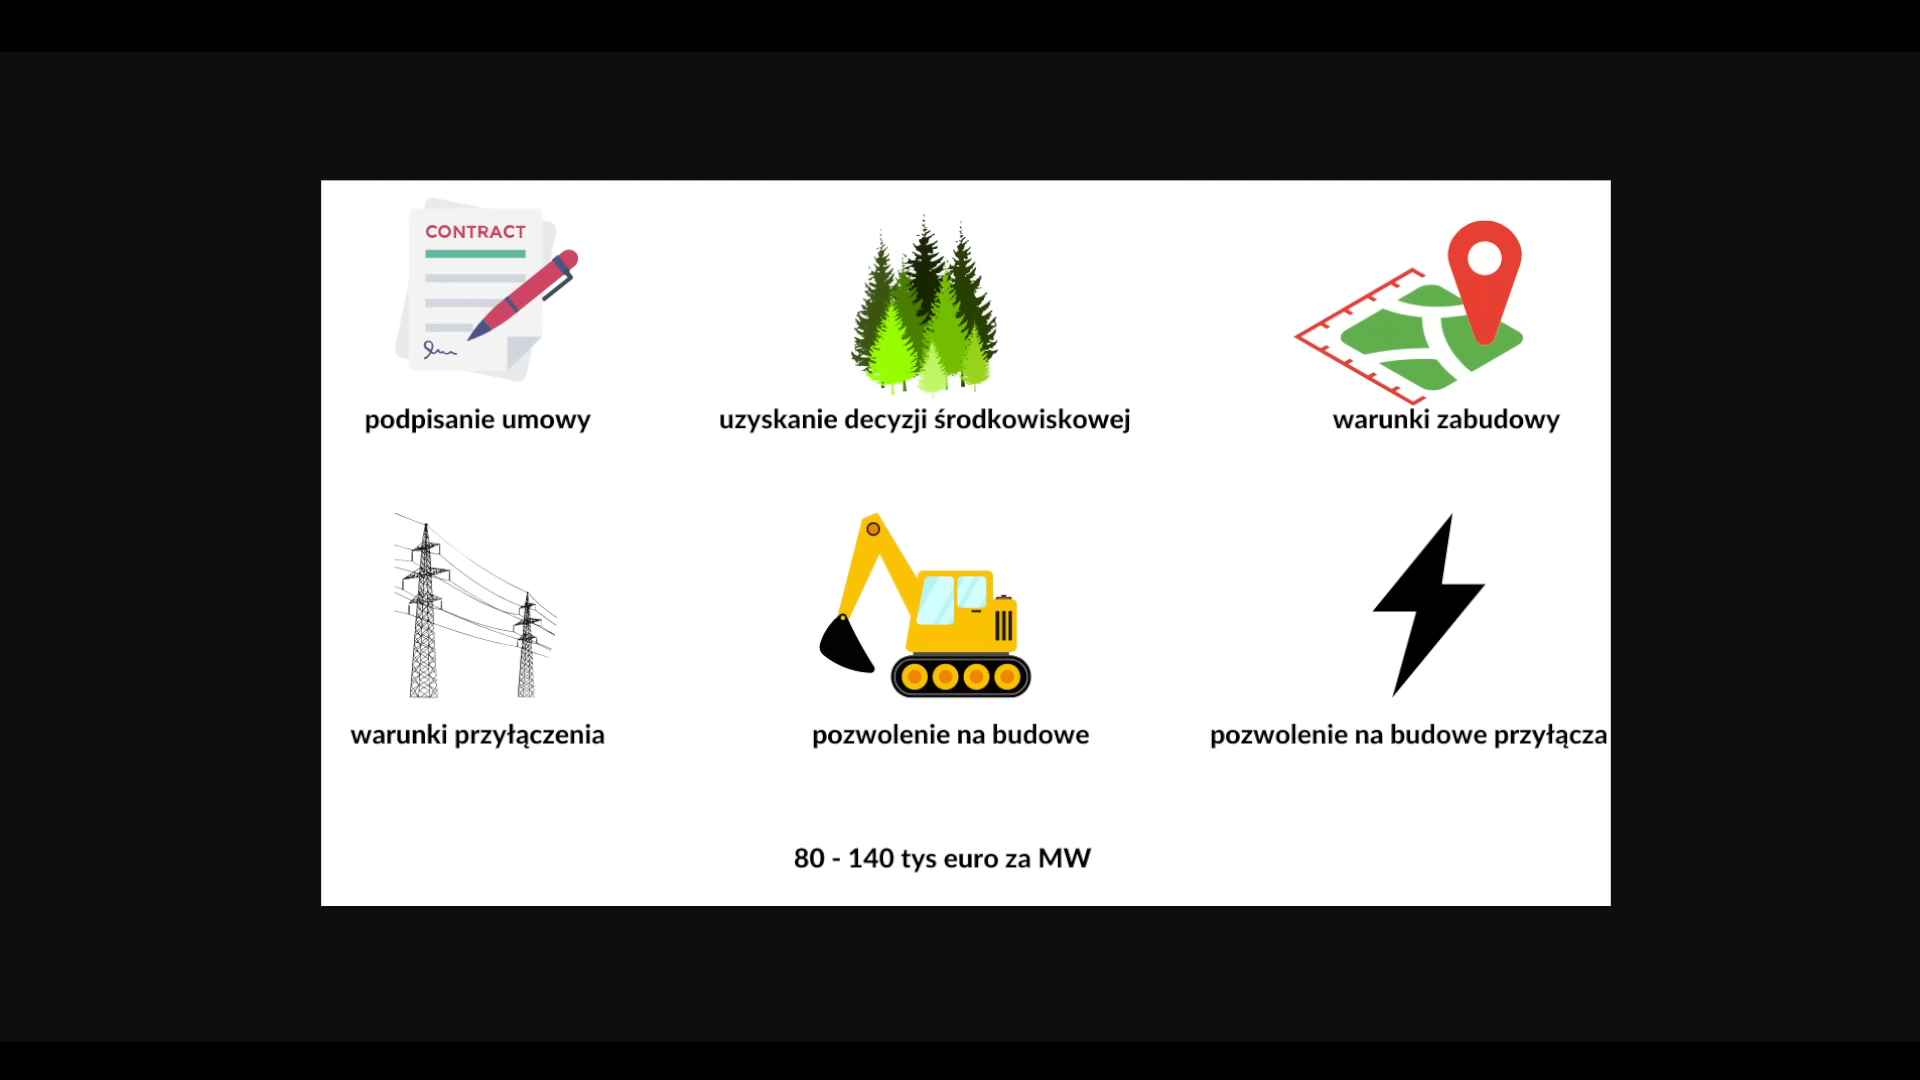 CONTRACT
podpisanie umowy
uzyskanie decyzji środkowiskowej
warunki zabudowy
warunki przyłączenia
pozwolenie na budowe
pozwolenie na budowe przyłącza
80 - 140 tys euro za MW